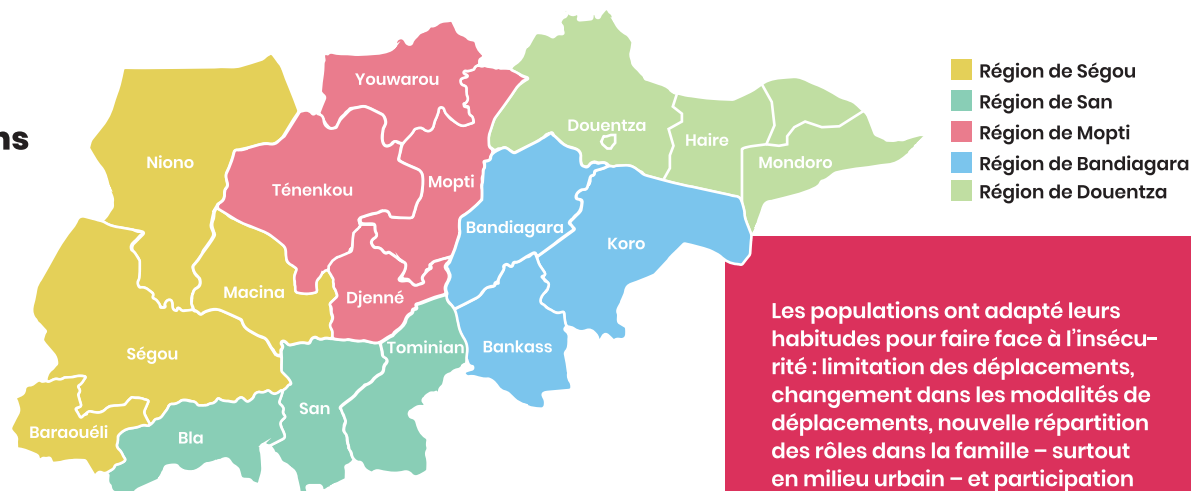 ns
Youwarou
Douentza
Haire
Niono
Mondoro
Ténenkou
Mopti
Bandiagara
Koro
Macina
Djenné
Ségou
Tominian
Bankass
San
Baraouéli
Bla
Région de Ségou
Région de San
Région de Mopti
Région de Bandiagara
Région de Douentza
Les populations ont adapté leurs
habitudes pour faire face à l’insécu–
rité : limitation des déplacements,
changement dans les modalités de
déplacements, nouvelle répartition
des rôles dans la famille – surtout
en milieu urbain – et participation